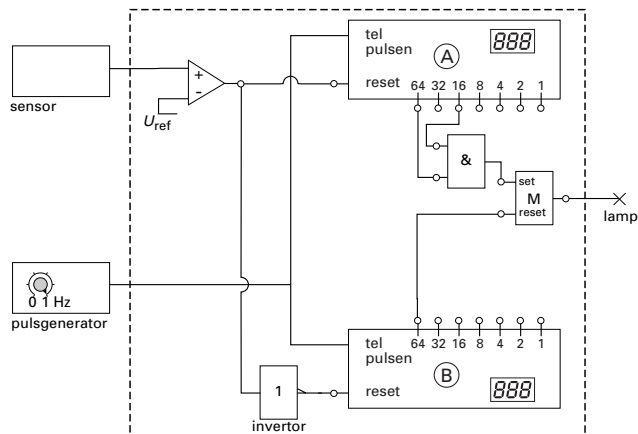 tel
pulsen
A
888
reset
64 32 16 8 4 2 1
+
-
sensor
Uref
&
set
M
reset
lamp
0 1 Hz
pulsgenerator
64 32 16 8 4 2 1
tel
pulsen
B
reset
888
1
invertor